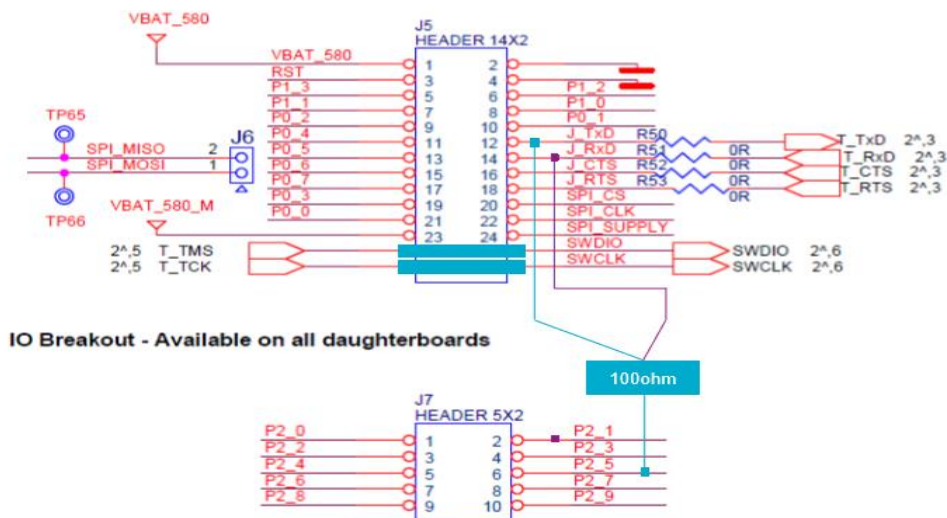 VBAT_580
J5
HEADER 14X2
VBAT_580 1 2
RST 3 4
P1_3 5 6 P1_2
P1_1 7 8 P1_0
P0_2 9 10 P0_1
TP65
J6
P0_4 11 12 J_TxD R50 T_TxD 2^,3
SPI_MISO 2 P0_5 13 14 J_RxD R51 0R T_RxD 2^,3
SPI_MOSI 1 P0_6 15 16 J_CTS R52 0R T_CTS 2^,3
P0_7 17 18 J_RTS R53 0R T_RTS 2^,3
0R
P0_3 19 20 SPI_CS
TP66
VBAT_580_M
P0_0 21 22 SPI_CLK
23 24 SPI_SUPPLY
2^,5 T_TMS SWDIO SWDIO 2^,6
2^,5 T_TCK SWCLK SWCLK 2^,6
IO Breakout - Available on all daughterboards
100ohm
J7
HEADER 5X2
P2_0 1 2 P2_1
P2_2 3 4 P2_3
P2_4 5 6 P2_5
P2_6 7 8 P2_7
P2_8 9 10 P2_9